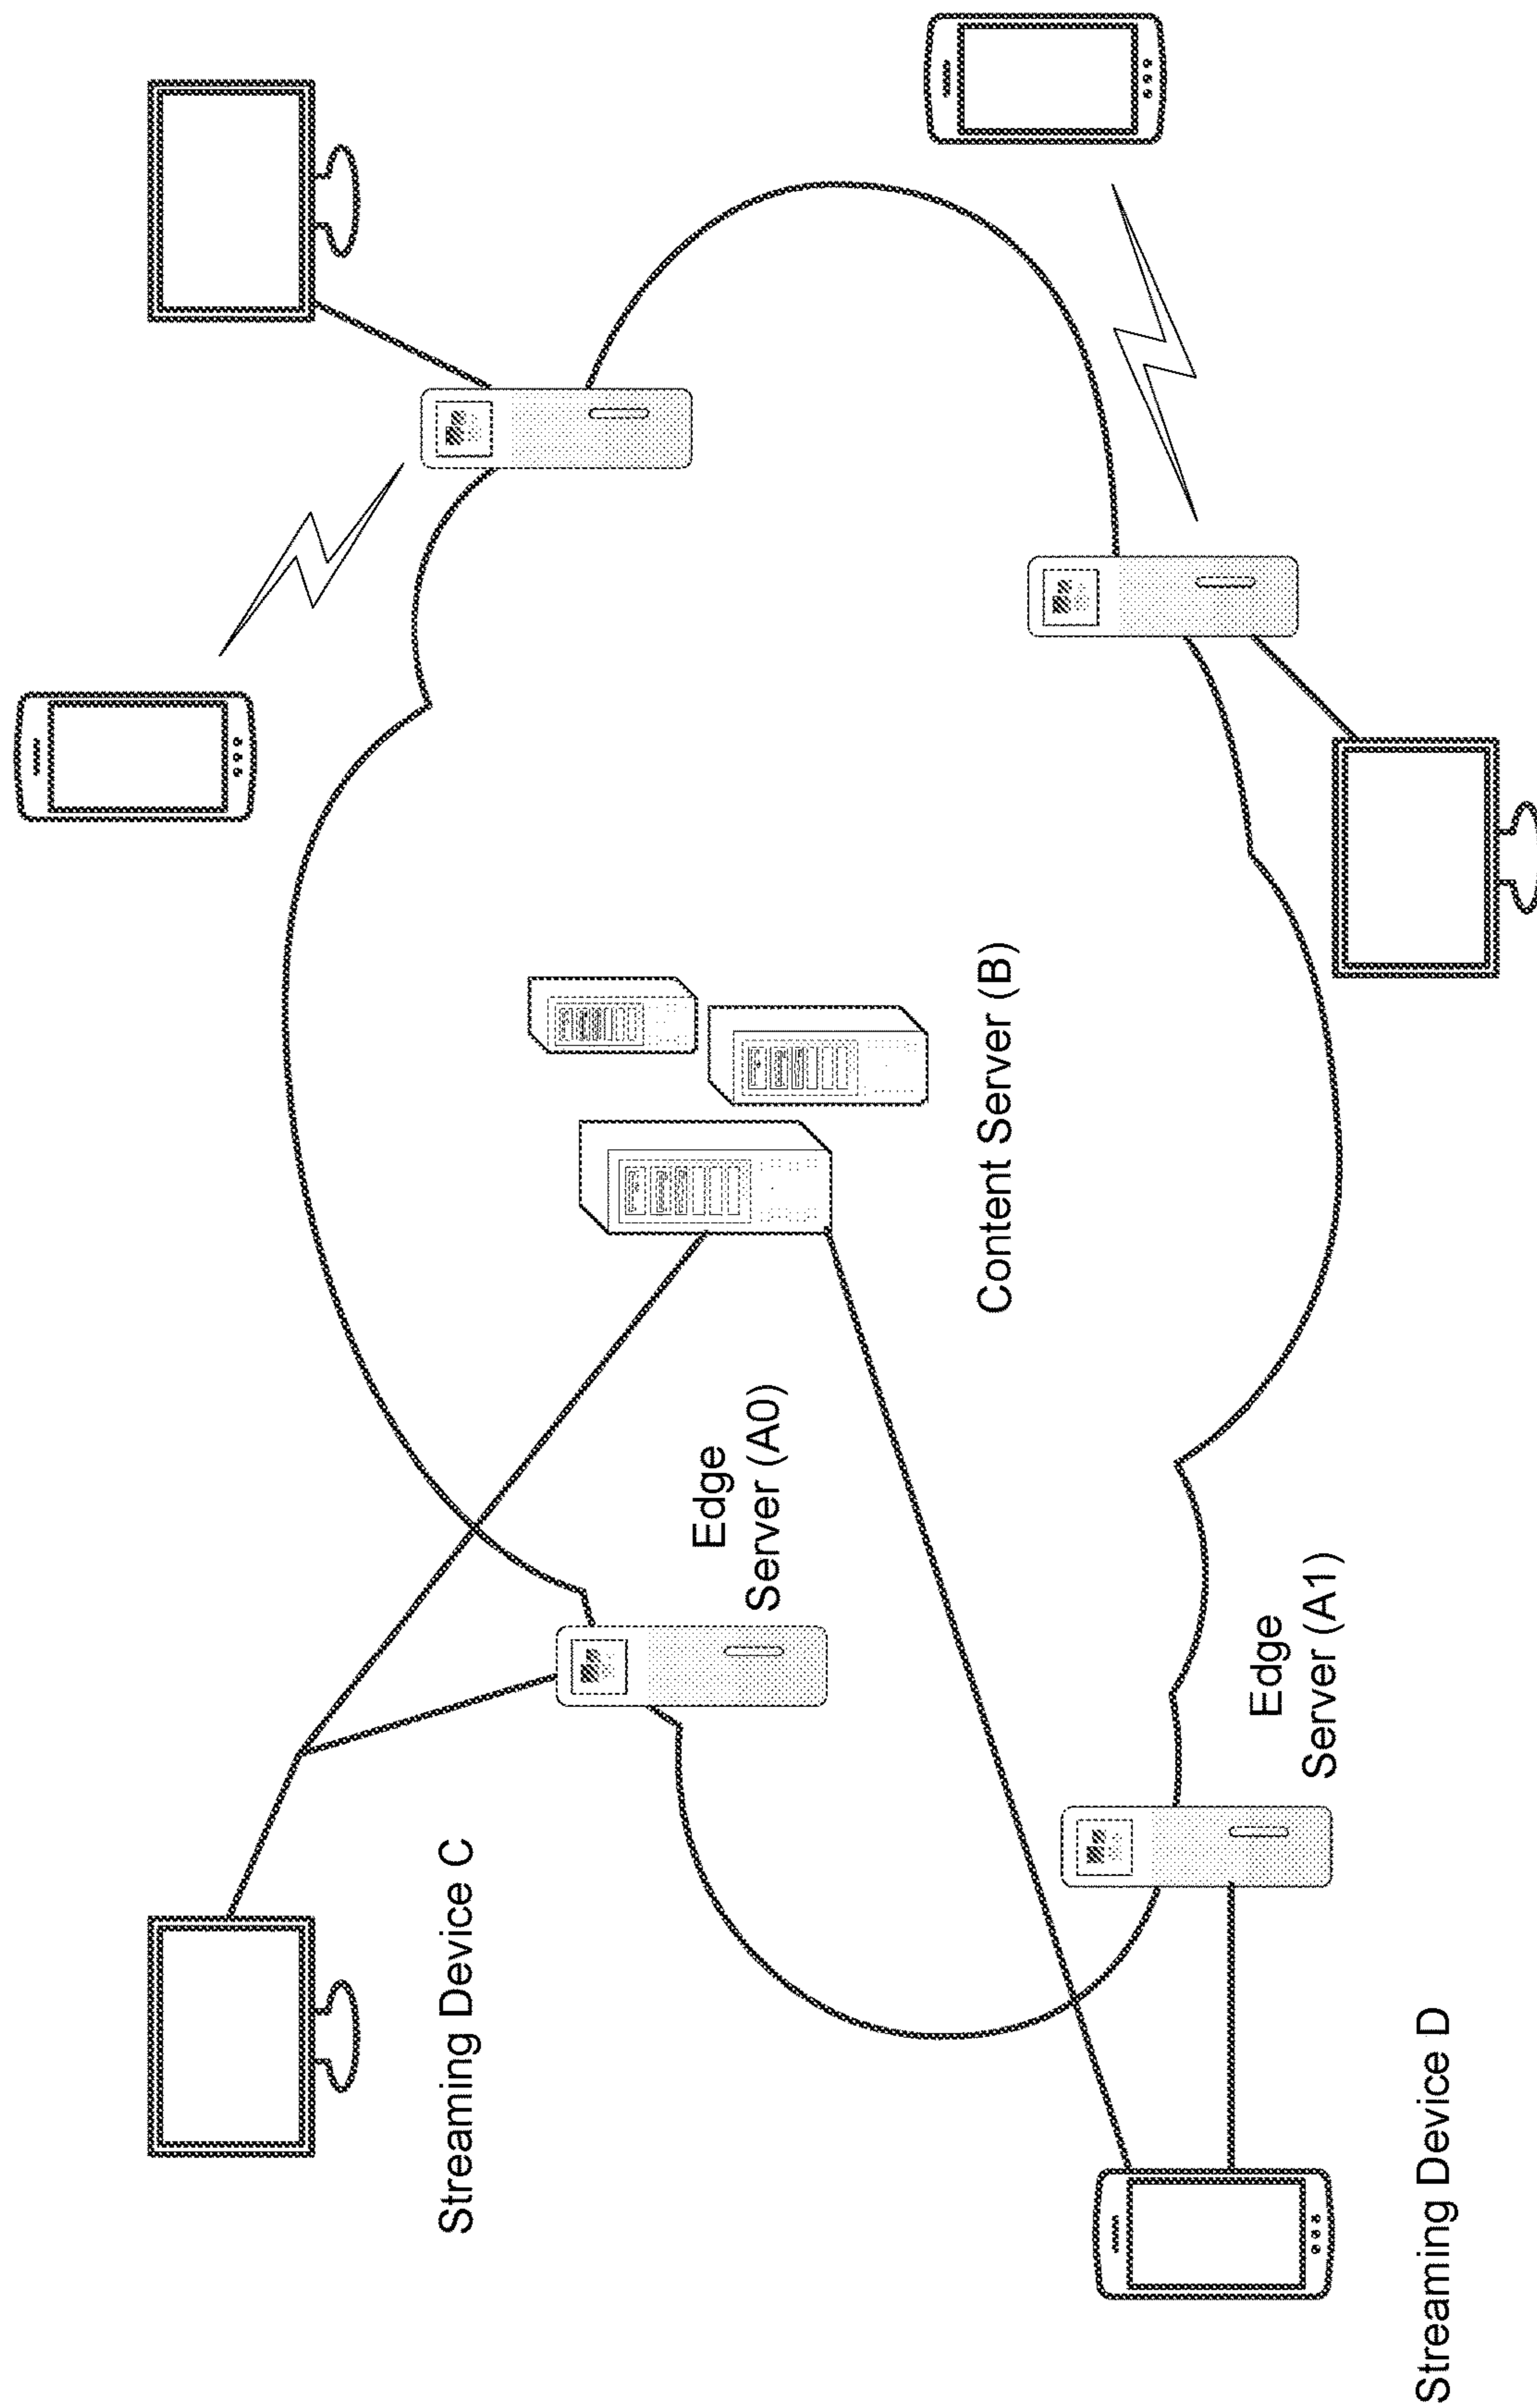 Streaming Device C
Edge
Server (A0)
Content Server (B)
Edge
Server (A1)
Streaming Device D